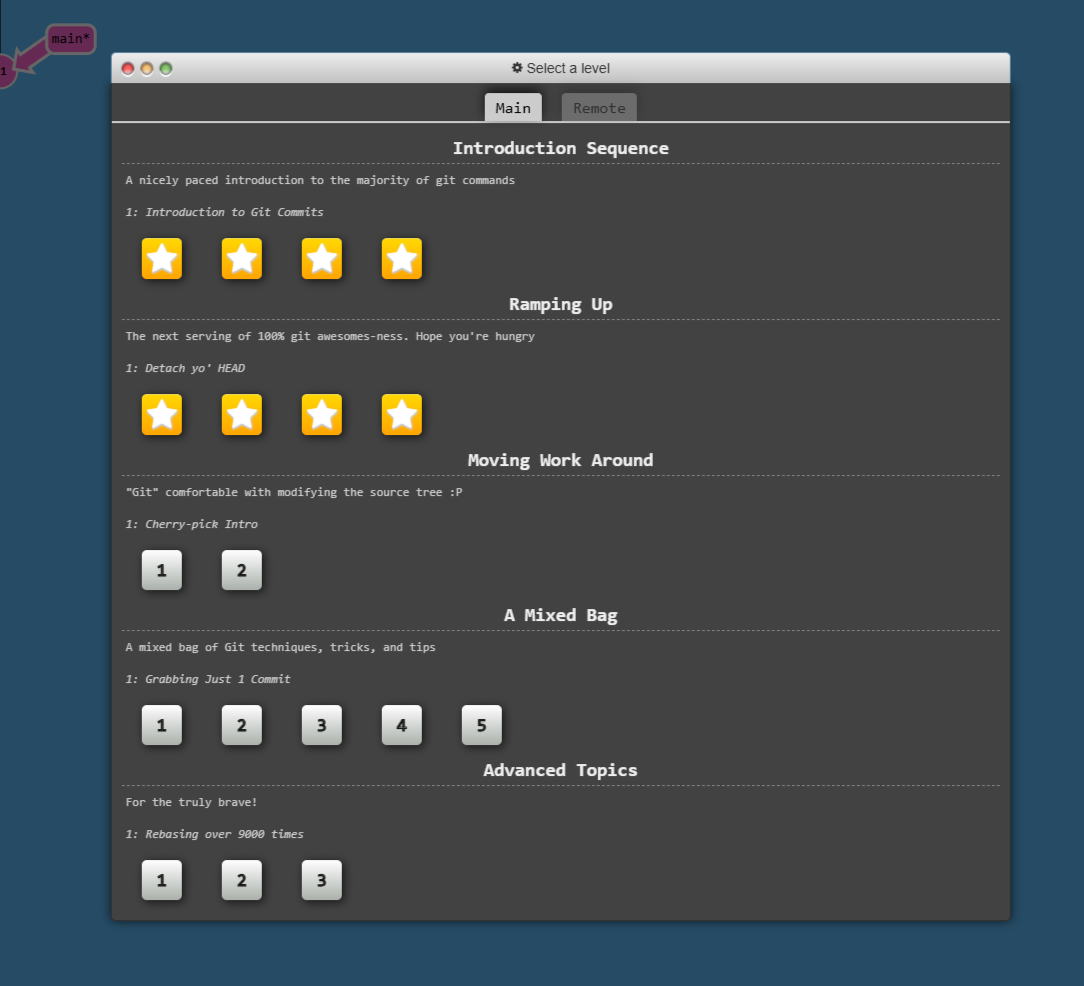 main*
1
Select a level
Main Remote
Introduction Sequence
A nicely paced introduction to the majority of git commands
1: Introduction to Git Commits
Ramping Up
The next serving of 100% git awesomes-ness. Hope you're hungry
1: Detach yo' HEAD
Moving Work Around
"Git" comfortable with modifying the source tree :P
1: Cherry-pick Intro
1 2
A Mixed Bag
A mixed bag of Git techniques, tricks, and tips
1: Grabbing Just 1 Commit
1 2 3 4 5
Advanced Topics
For the truly brave!
1: Rebasing over 9000 times
1 2 3